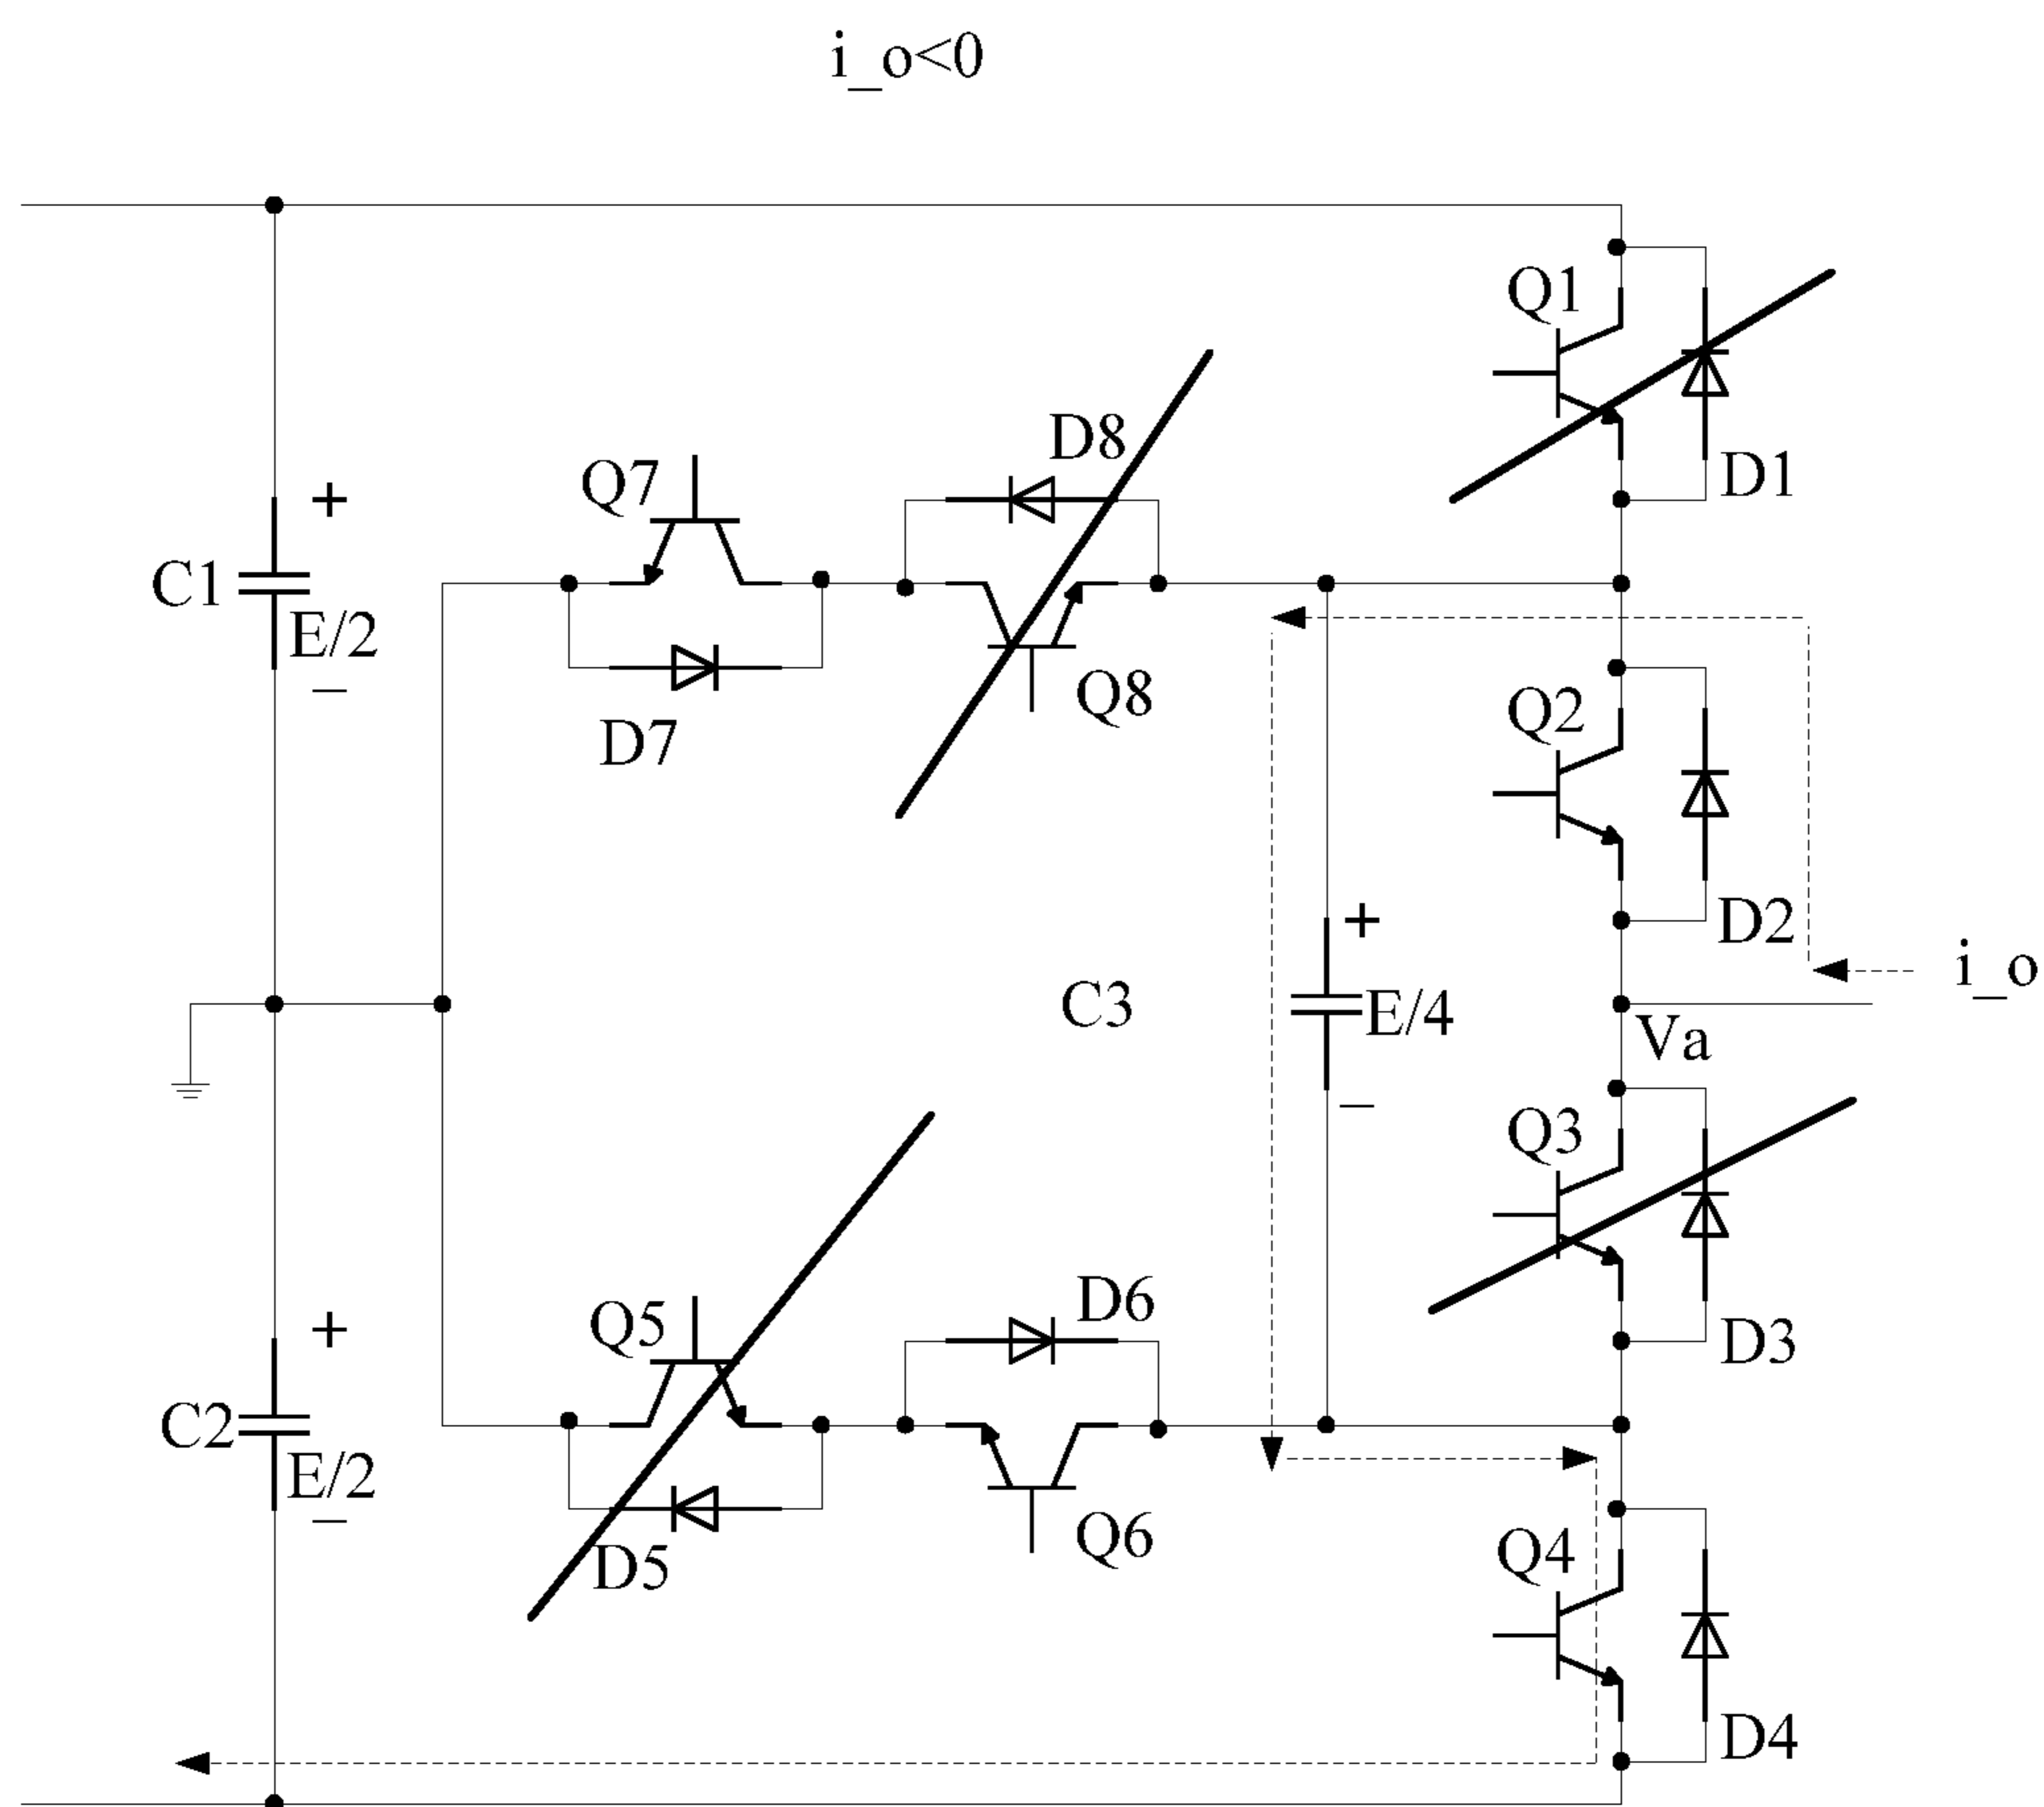 i_o<0
Q1
D8
Q7
D1
+
C1
E/2
−
Q8
Q2
D7
+
D2
i_o
C3
E/4
Va
−
Q3
D6
Q5
+
D3
C2
E/2
−
Q6
Q4
D5
D4